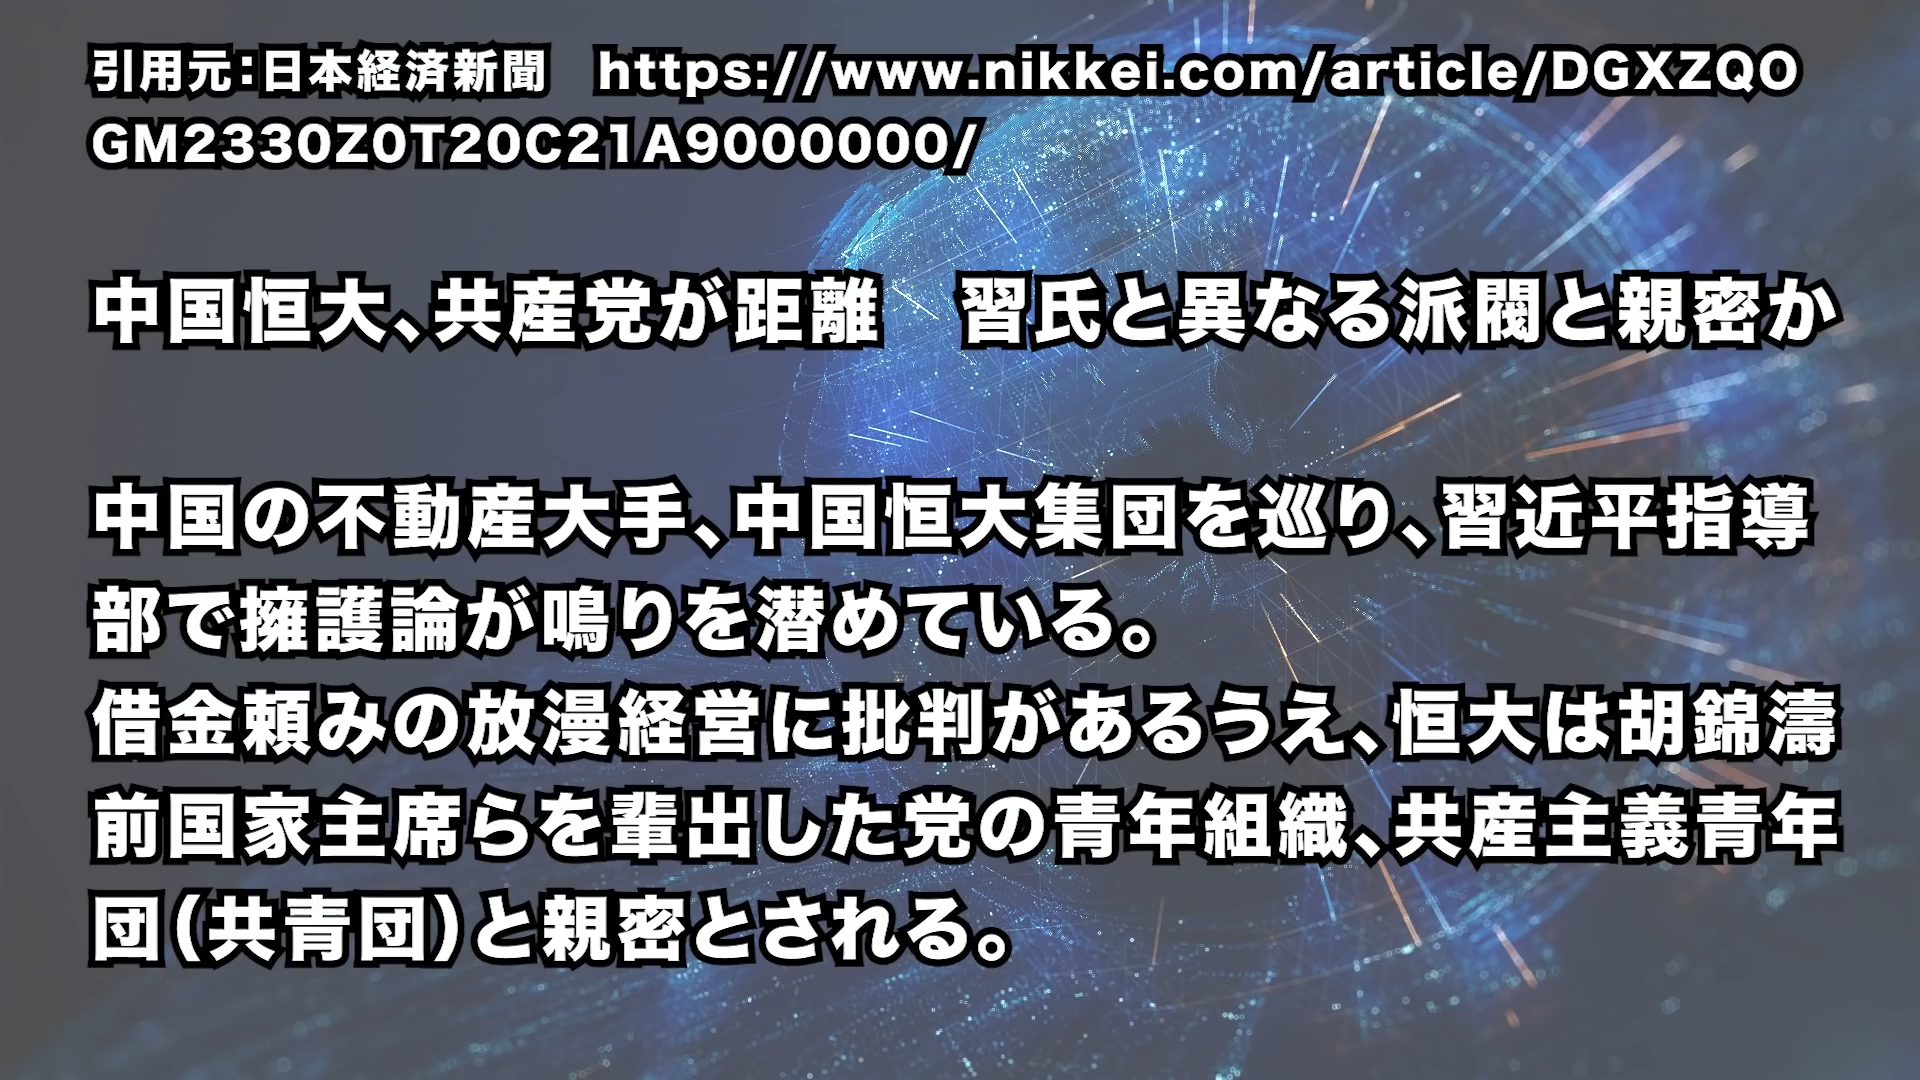 引用元：日本経済新聞　https://www.nikkei.com/article/DGXZQO
GM2330Z0T20C21A9000000/
中国恒大、共産党が距離　習氏と異なる派閥と親密か
中国の不動産大手、中国恒大集団を巡り、習近平指導
部で擁護論が鳴りを潜めている。
借金頼みの放漫経営に批判があるうえ、恒大は胡錦濤
前国家主席らを輩出した党の青年組織、共産主義青年
団（共青団）と親密とされる。